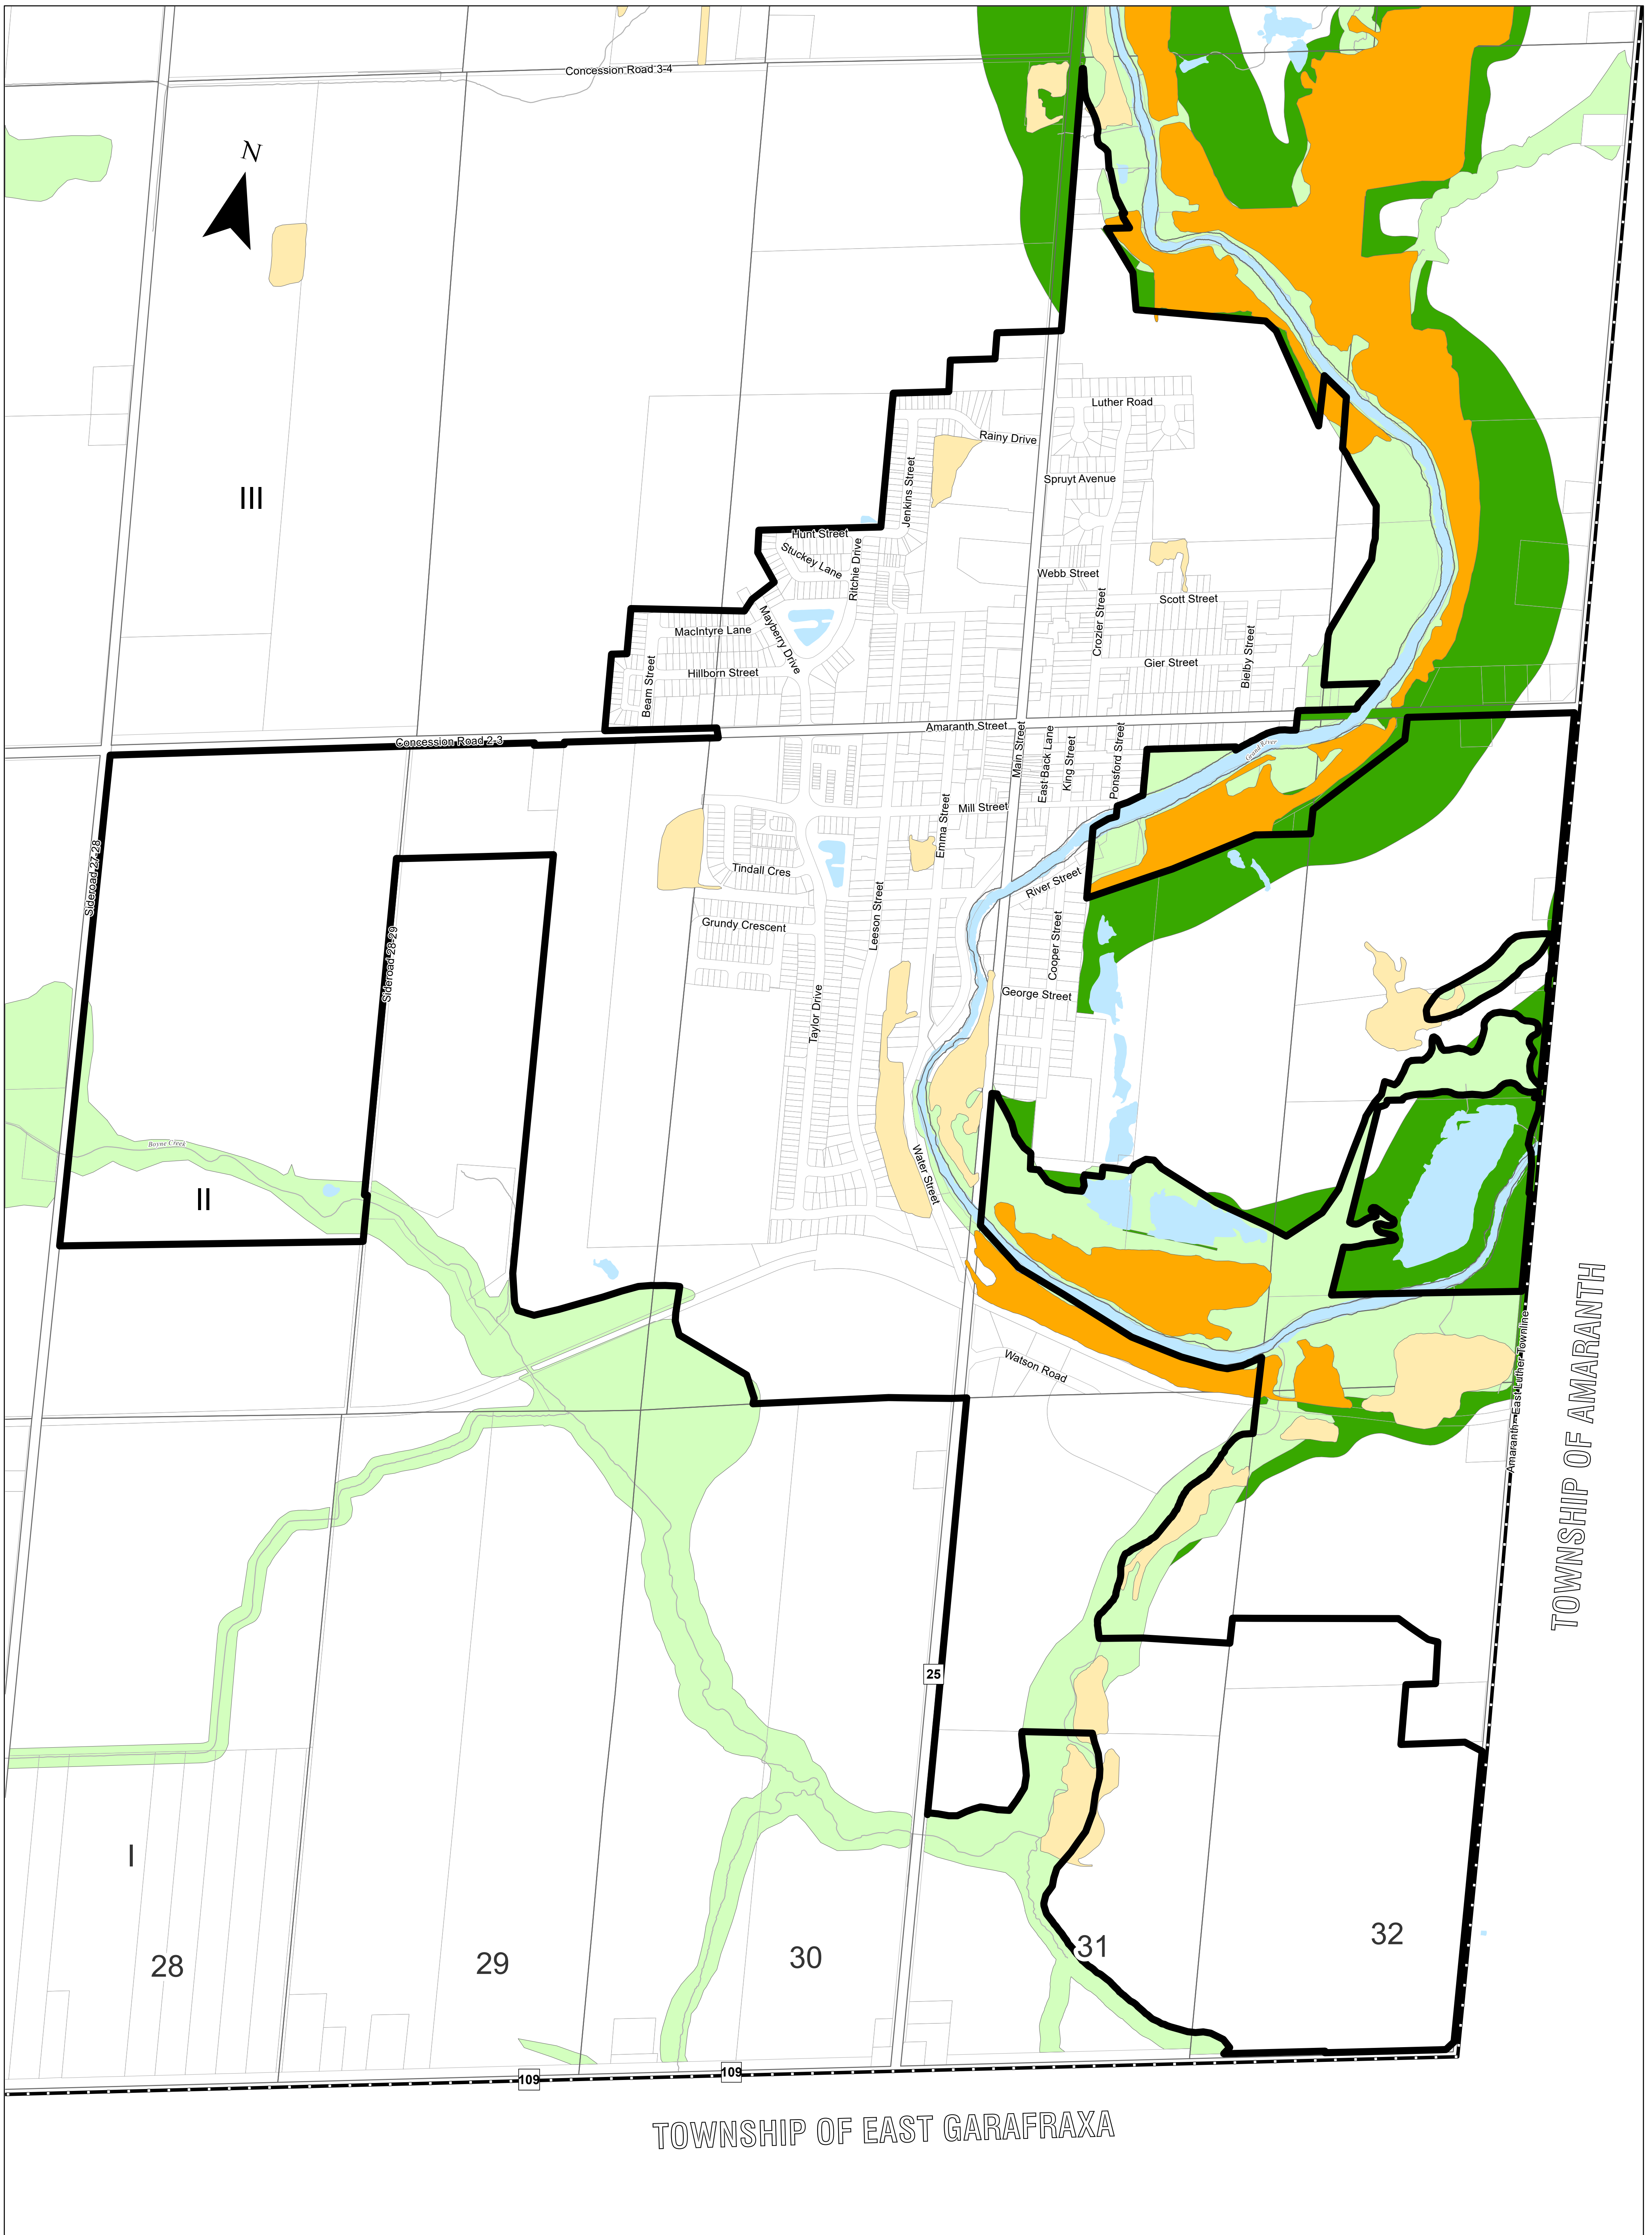 Concession Road 3-4
N
Luther Road
Rainy Drive
Jenkins Street
Spruyt Avenue
III
Hunt Street
Stuckey Lane
Ritchie Drive
Webb Street
Scott Street
Crozier Street
MacIntyre Lane
Mayberry Drive
Gier Street
Bielby Street
Hillborn Street
Beam Street
Amaranth Street
Concession Road 2-3
Main Street
East Back Lane
King Street
Ponsford Street
Grand River
Mill Street
Emma Street
Sideroad 27-28
Tindall Cres
River Street
Leeson Street
Grundy Crescent
Cooper Street
Sideroad 28-29
George Street
Taylor Drive
Boyne Creek
Water Street
II
Watson Road
Amaranth - East Luther Townline
TOWNSHIP OF AMARANTH
25
I
28
29
30
31
32
109
109
TOWNSHIP OF EAST GARAFRAXA